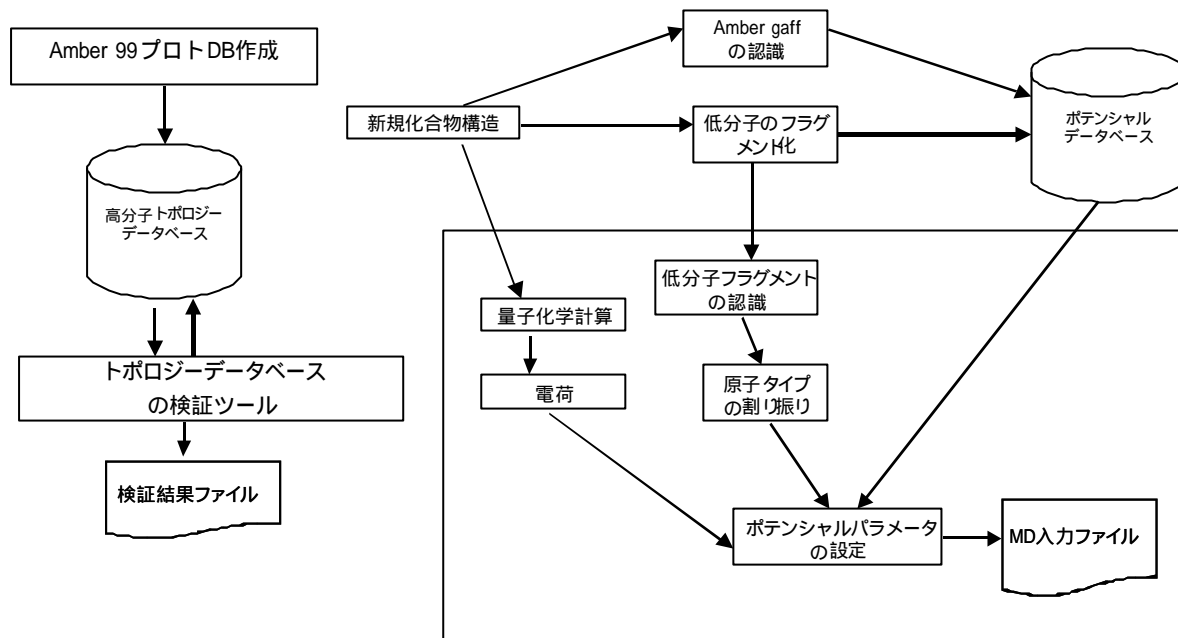 Amber 99プロトDB作成
高分子トポロジー
データベース
トポロジーデータベース
の検証ツール
検証結果ファイル
Amber gaff
の認識
新規化合物構造
低分子のフラグ
メント化
ポテンシャル
データベース
低分子フラグメント
の認識
量子化学計算
電荷
原子タイプ
の割り振り
ポテンシャルパラメータ
の設定
MD入力ファイル